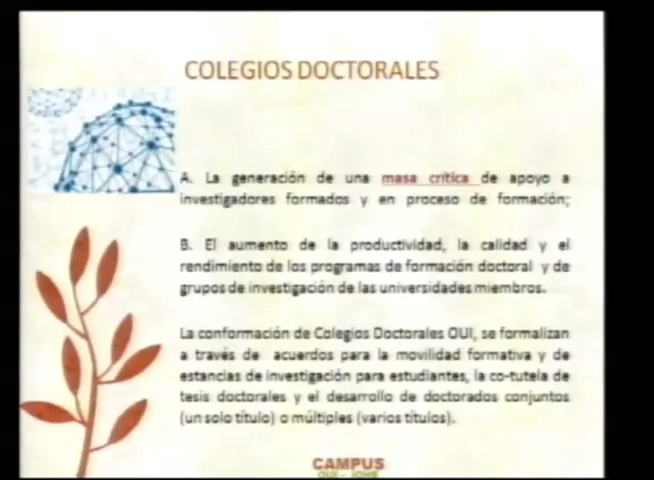 COLEGIOS DOCTORALES
A. La generación de una masa crítica de apoyo a
investigadores formados y en proceso de formación;
B. El aumento de la productividad, la calidad y el
rendimiento de los programas de formación doctoral y de
grupos de investigación de las universidades miembros.
La conformación de Colegios Doctorales OUI, se formalizan
a través de acuerdos para la movilidad formativa y de
estancias de investigación para estudiantes, la co-tutela de
tesis doctorales y el desarrollo de doctorados conjuntos
(un solo título) o múltiples (varios títulos).
CAMPUS
OUI - IOHE